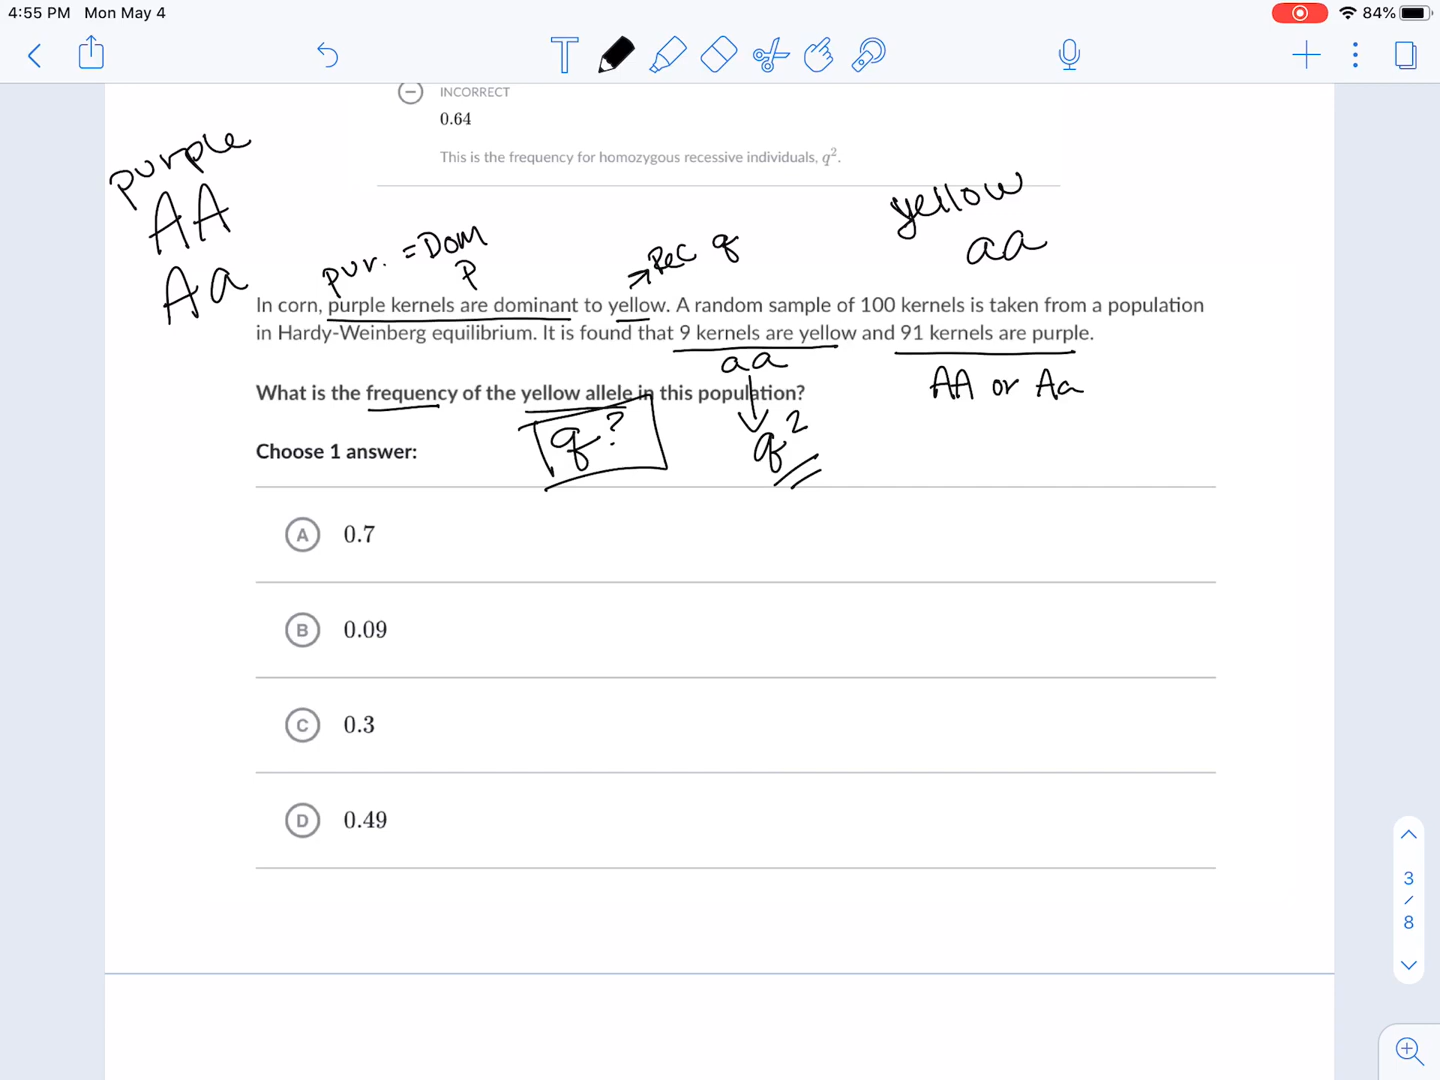 4:55 PM Mon May 4
84%
T
INCORRECT
0.64
This is the frequency for homozygous recessive individuals, q².
purple
AA
Aa
yellow
aa
pur. = Dom
P
→ Rec q
In corn, purple kernels are dominant to yellow. A random sample of 100 kernels is taken from a population
in Hardy-Weinberg equilibrium. It is found that 9 kernels are yellow and 91 kernels are purple.
aa
AA or Aa
What is the frequency of the yellow allele in this population?
q?
q²
Choose 1 answer:
A 0.7
B 0.09
C 0.3
D 0.49
3
/
8